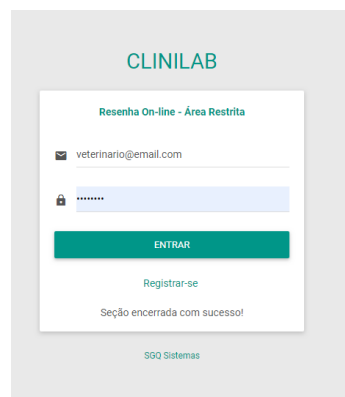 CLINILAB
Resenha On-line - Área Restrita
veterinario@email.com
••••••••
ENTRAR
Registrar-se
Seção encerrada com sucesso!
SGQ Sistemas